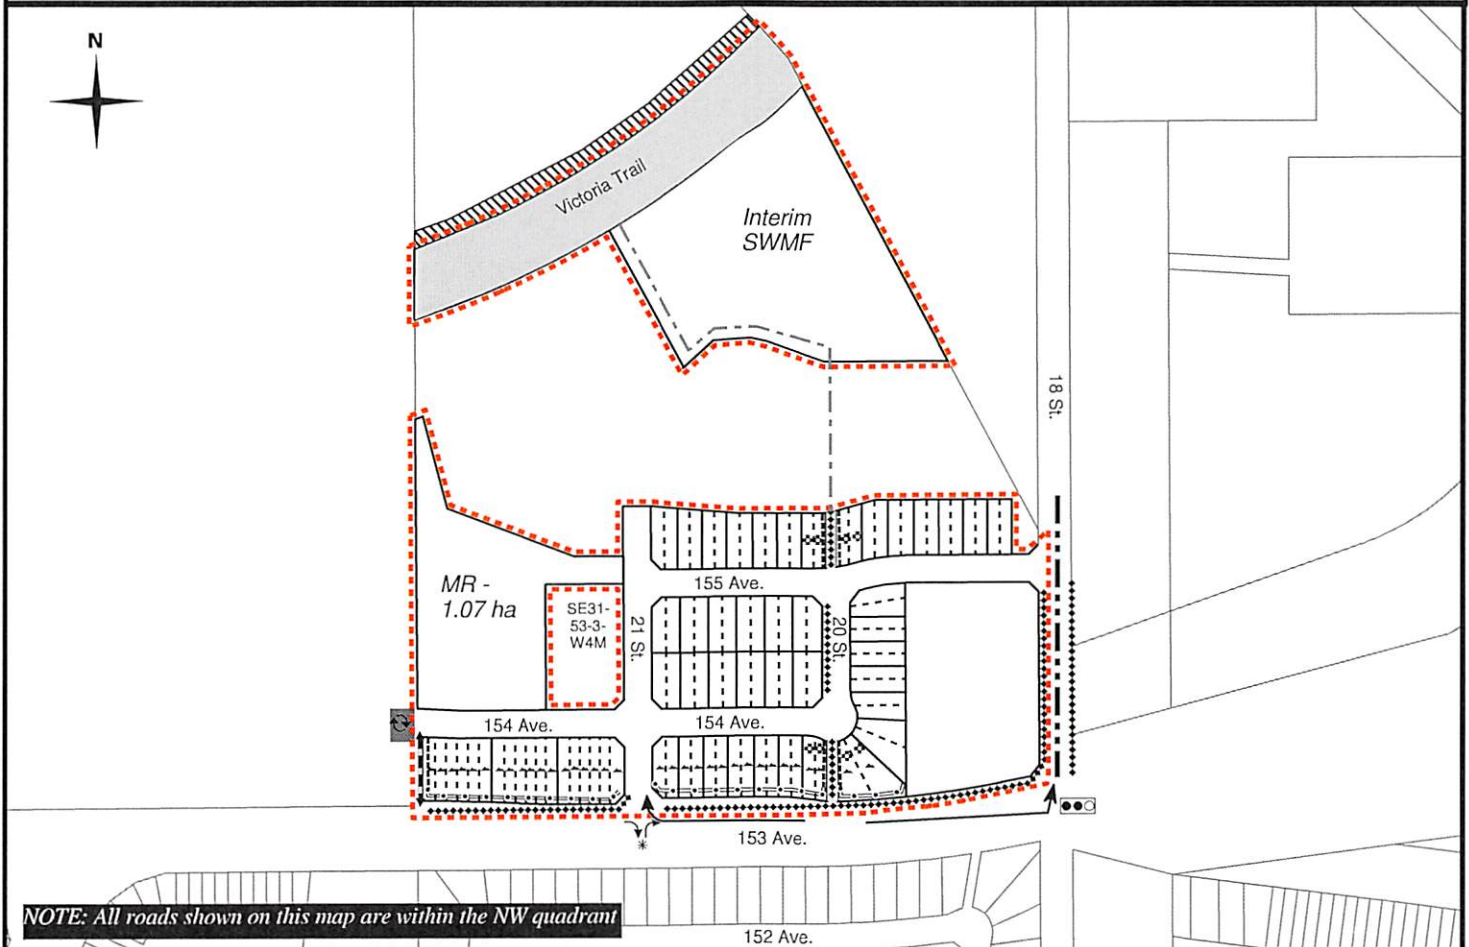 N
Victoria Trail
Interim
SWMF
18 St.
MR -
1.07 ha
SE31-
53-3-
W4M
21 St.
155 Ave.
20 St.
154 Ave.
154 Ave.
153 Ave.
NOTE: All roads shown on this map are within the NW quadrant
152 Ave.